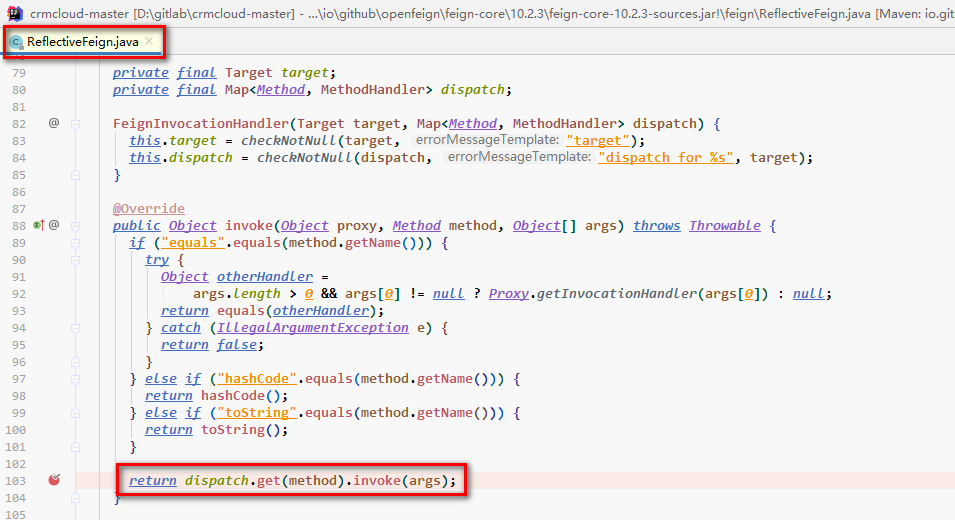 crmcloud-master [D:\gitlab\crmcloud-master] - ...\io\github\openfeign\feign-core\10.2.3\feign-core-10.2.3-sources.jar!\feign\ReflectiveFeign.java [Maven: io.git
C ReflectiveFeign.java ×
79 private final Target target;
80 private final Map<Method, MethodHandler> dispatch;
81
82 @ FeignInvocationHandler(Target target, Map<Method, MethodHandler> dispatch) {
83 this.target = checkNotNull(target, errorMessageTemplate: "target");
84 this.dispatch = checkNotNull(dispatch, errorMessageTemplate: "dispatch for %s", target);
85 }
86
87 @Override
88 @ public Object invoke(Object proxy, Method method, Object[] args) throws Throwable {
89 if ("equals".equals(method.getName())) {
90 try {
91 Object otherHandler =
92 args.length > 0 && args[0] != null ? Proxy.getInvocationHandler(args[0]) : null;
93 return equals(otherHandler);
94 } catch (IllegalArgumentException e) {
95 return false;
96 }
97 } else if ("hashCode".equals(method.getName())) {
98 return hashCode();
99 } else if ("toString".equals(method.getName())) {
100 return toString();
101 }
102
103 return dispatch.get(method).invoke(args);
104 }
105